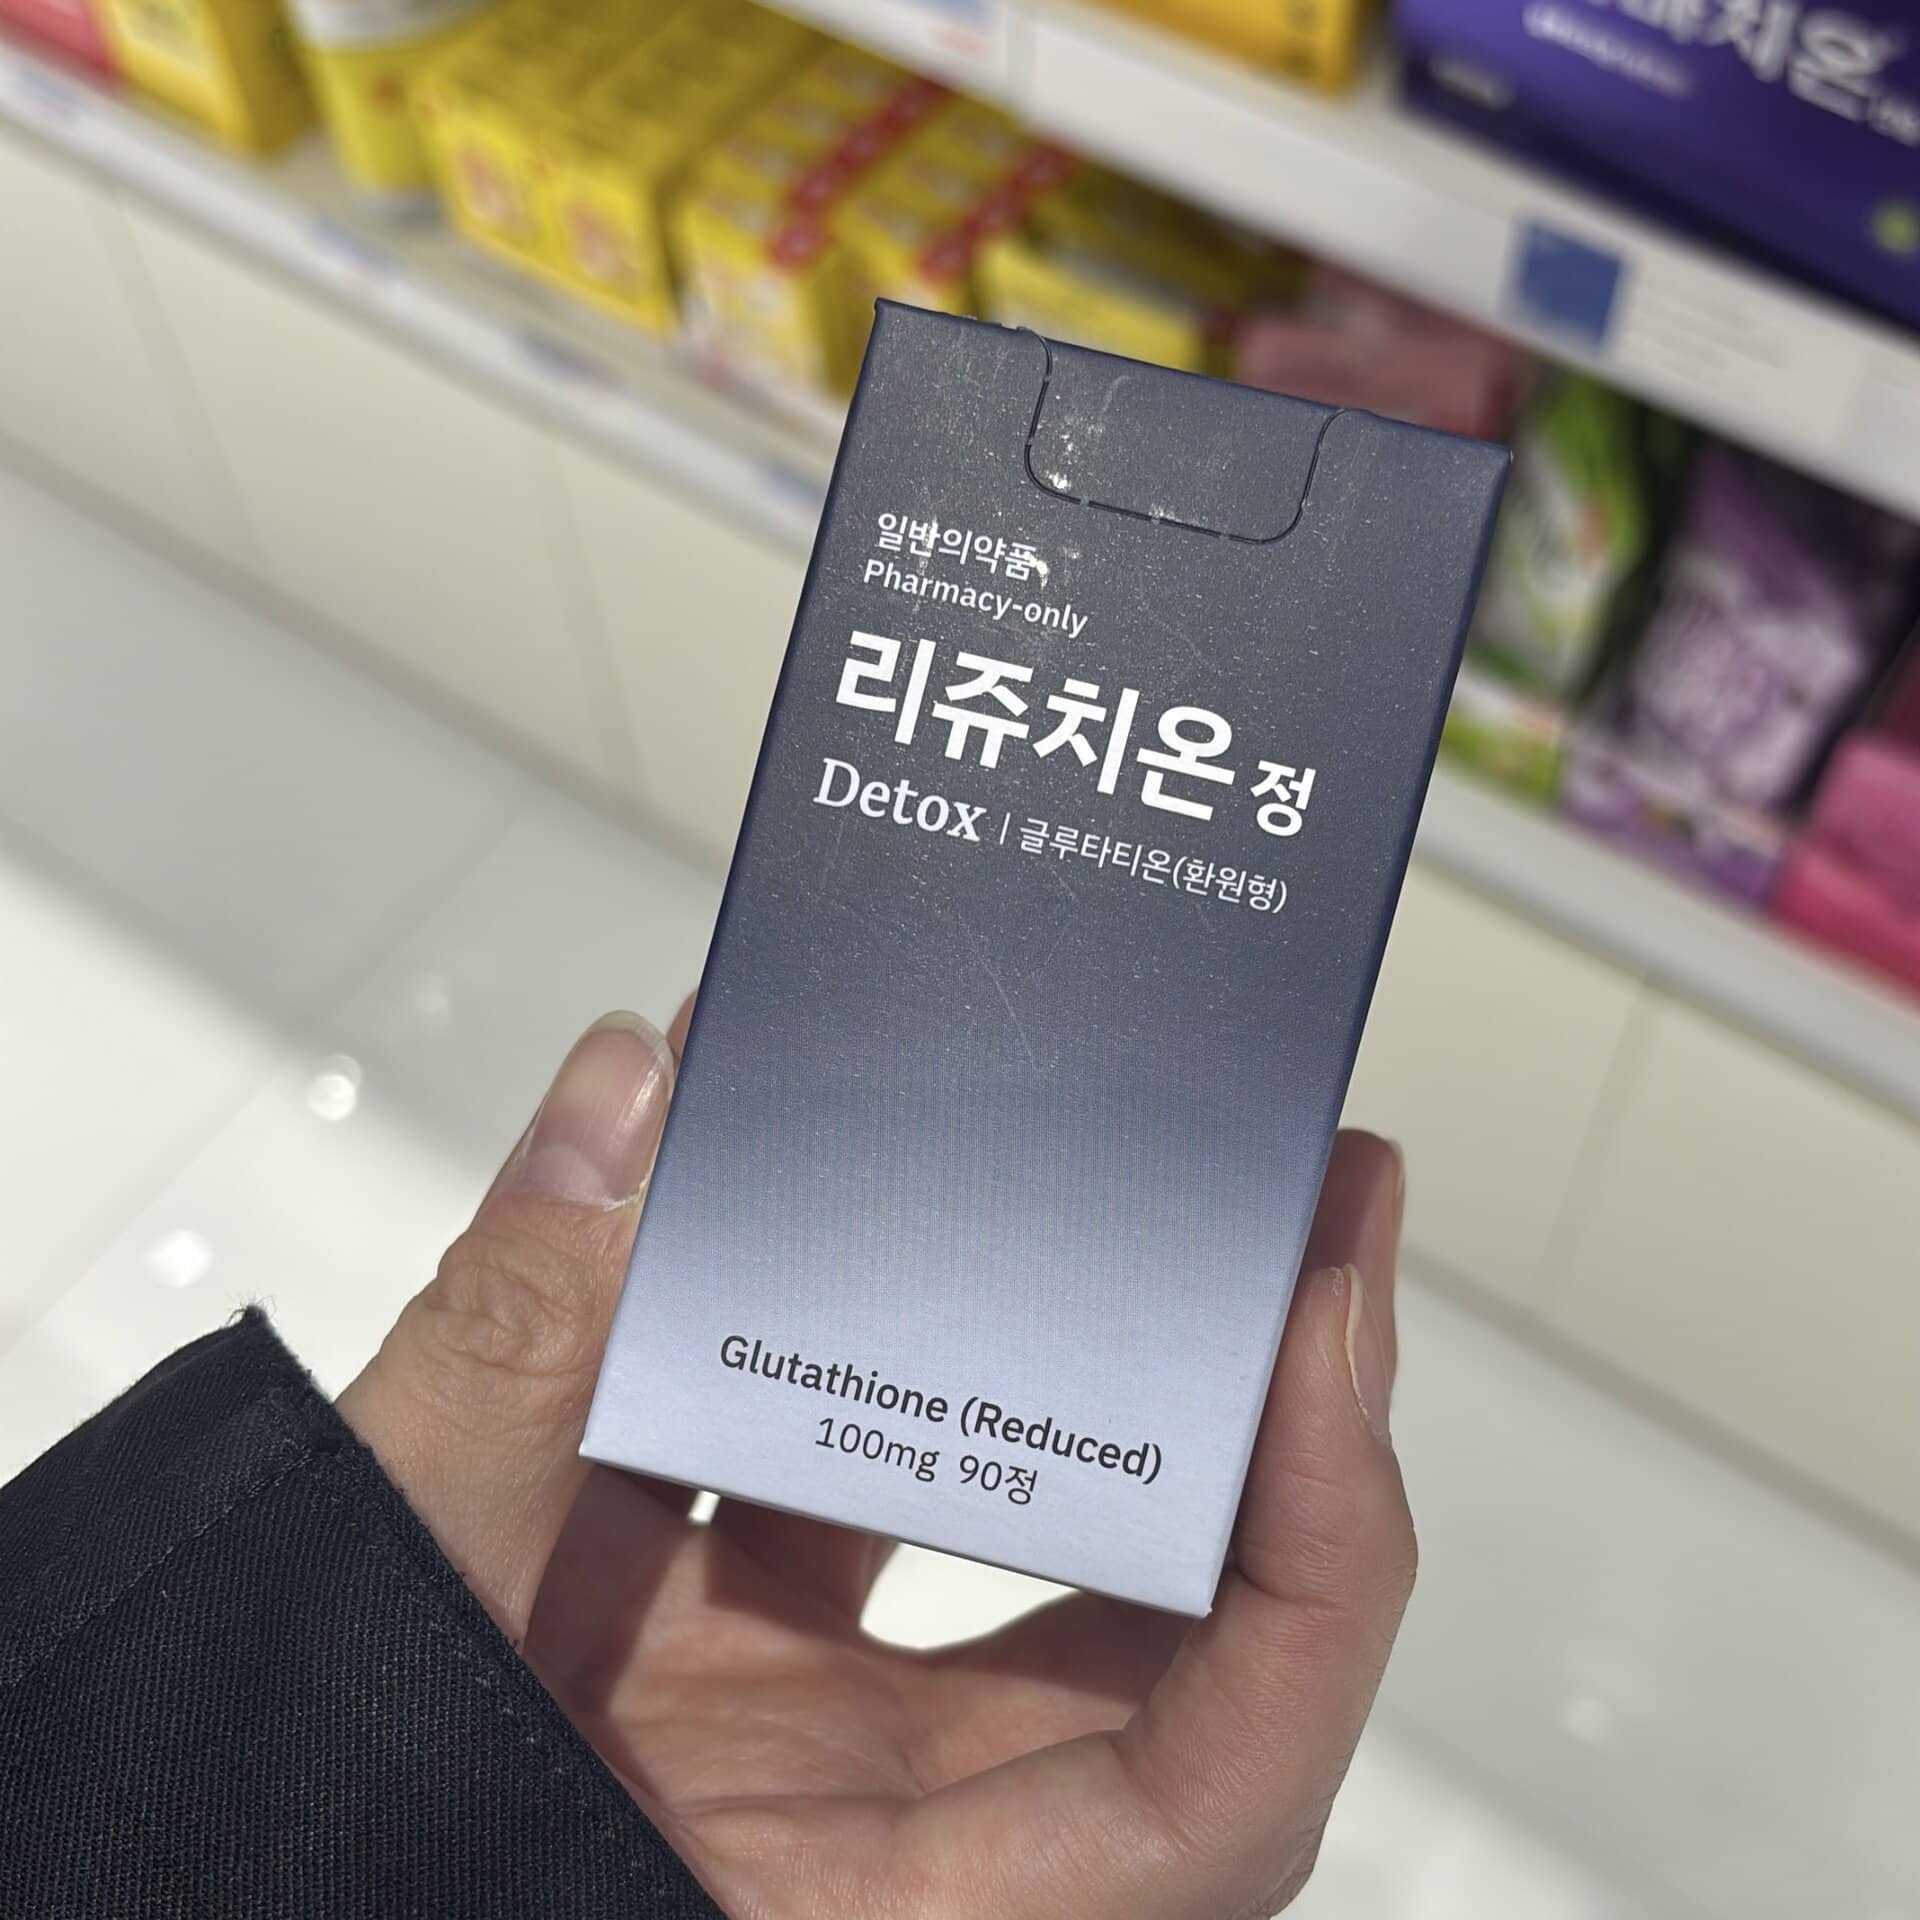 일반의약품
Pharmacy-only
리쥬치온 정
Detox | 글루타티온(환원형)
Glutathione (Reduced)
100mg 90정